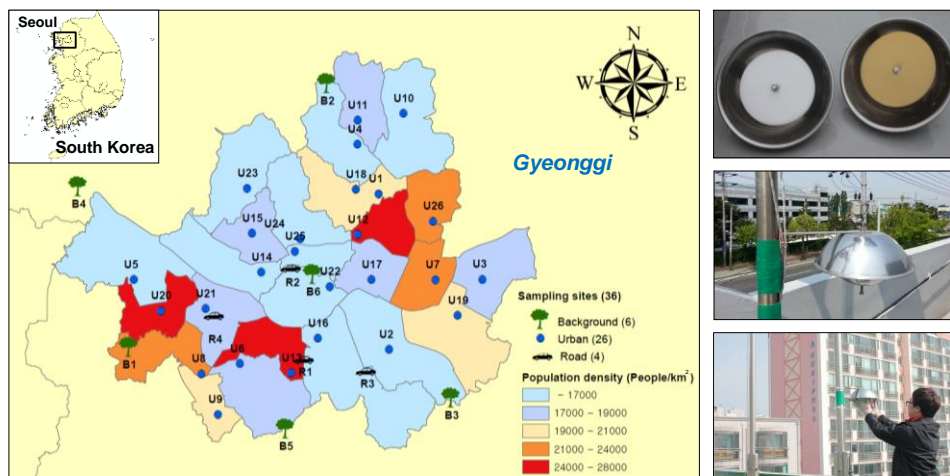 Seoul
South Korea
N
W
E
S
Gyeonggi
B2
U11
U10
U4
U23
U18
U1
B4
U15
U24
U12
U26
U25
U5
U14
R2
B6
U22
U17
U7
U3
U20
U21
U19
R4
U16
U2
B1
U8
U6
U13
R1
R3
U9
B5
B3
Sampling sites (36)
Background (6)
Urban (26)
Road (4)
Population density (People/km²)
- 17000
17000 - 19000
19000 - 21000
21000 - 24000
24000 - 28000